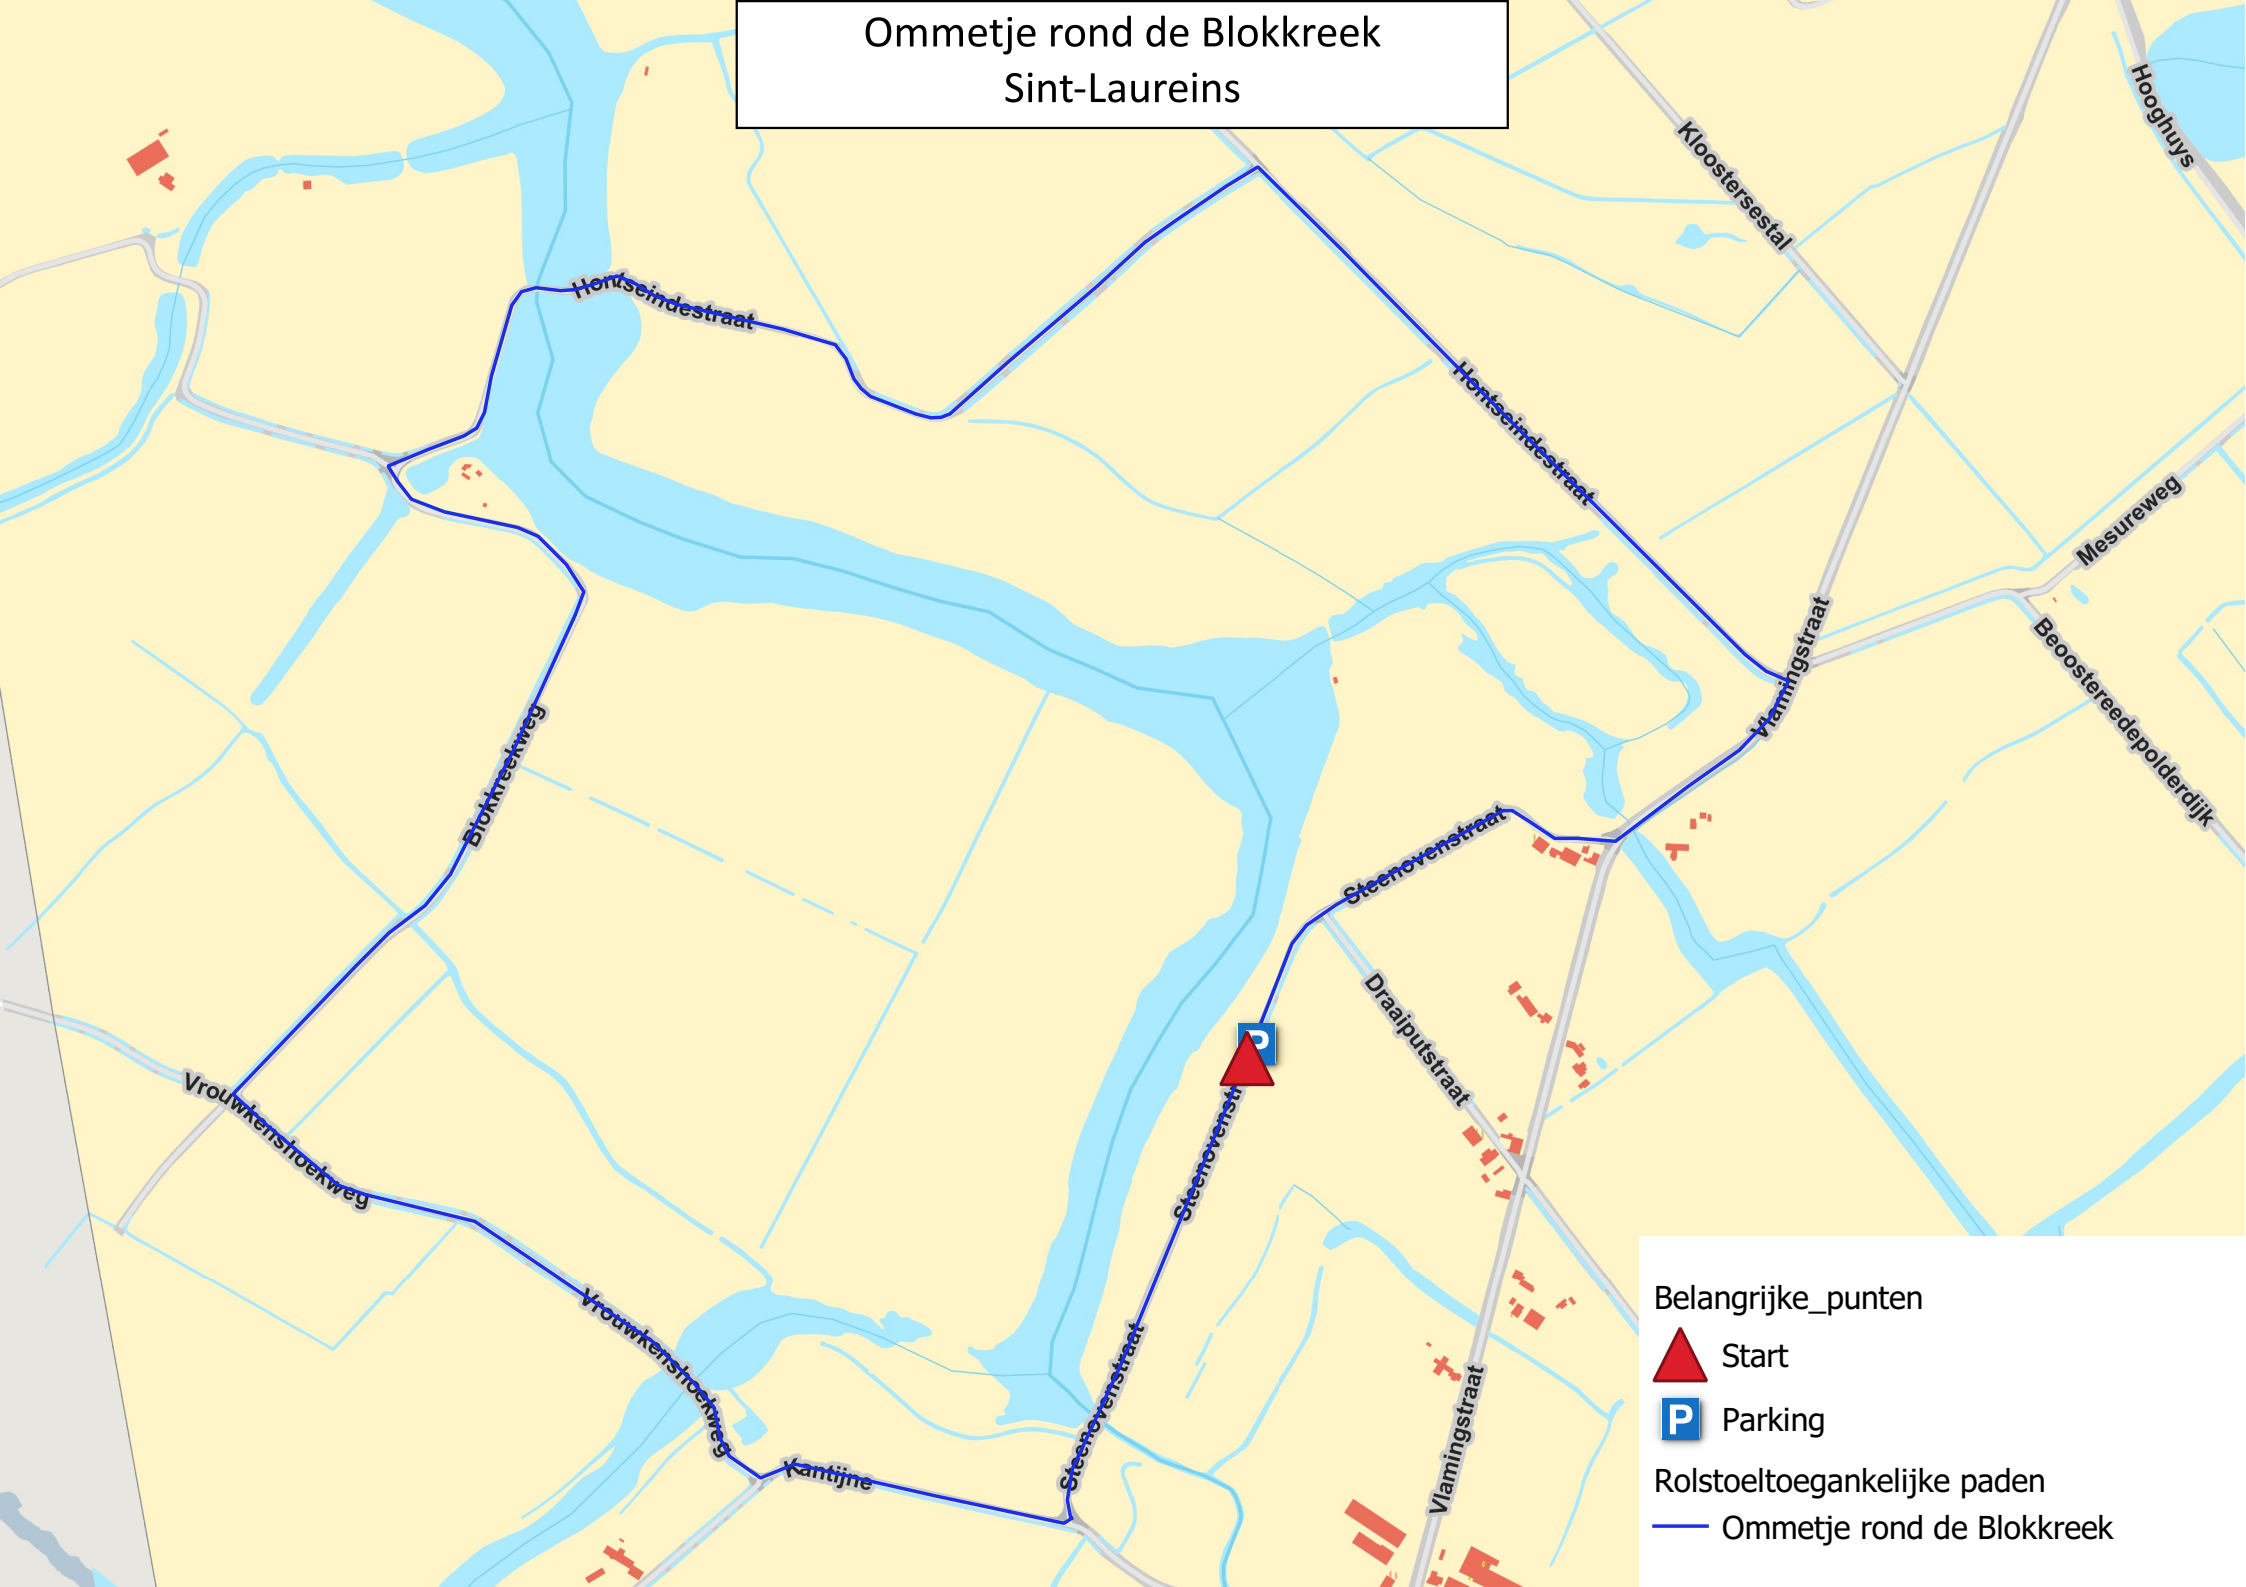 Ommetje rond de Blokkreek
Sint-Laureins
Hooghuys
Kloostersestal
Hontseindestraat
Hontseindestraat
Mesureweg
Vlamingstraat
Beoostereedepolderdijk
Blokkreekweg
Steenovenstraat
Draaiputstraat
P
Steenovenstr
Vrouwkenshoekweg
Vrouwkenshoekweg
Steenovenstraat
Vlamingstraat
Kantijne
Belangrijke_punten
Start
P Parking
Rolstoeltoegankelijke paden
Ommetje rond de Blokkreek